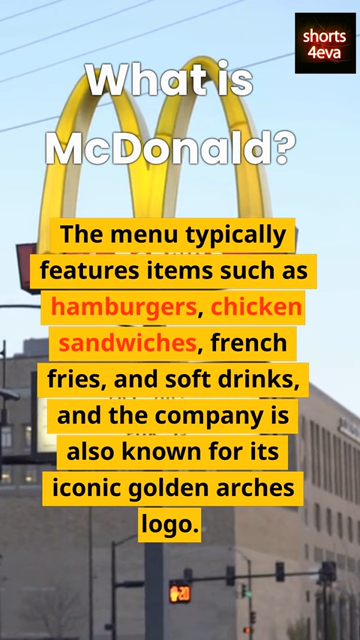 shorts
4eva
What is
McDonald?
The menu typically
features items such as
hamburgers, chicken
sandwiches, french
fries, and soft drinks,
and the company is
also known for its
iconic golden arches
logo.
20